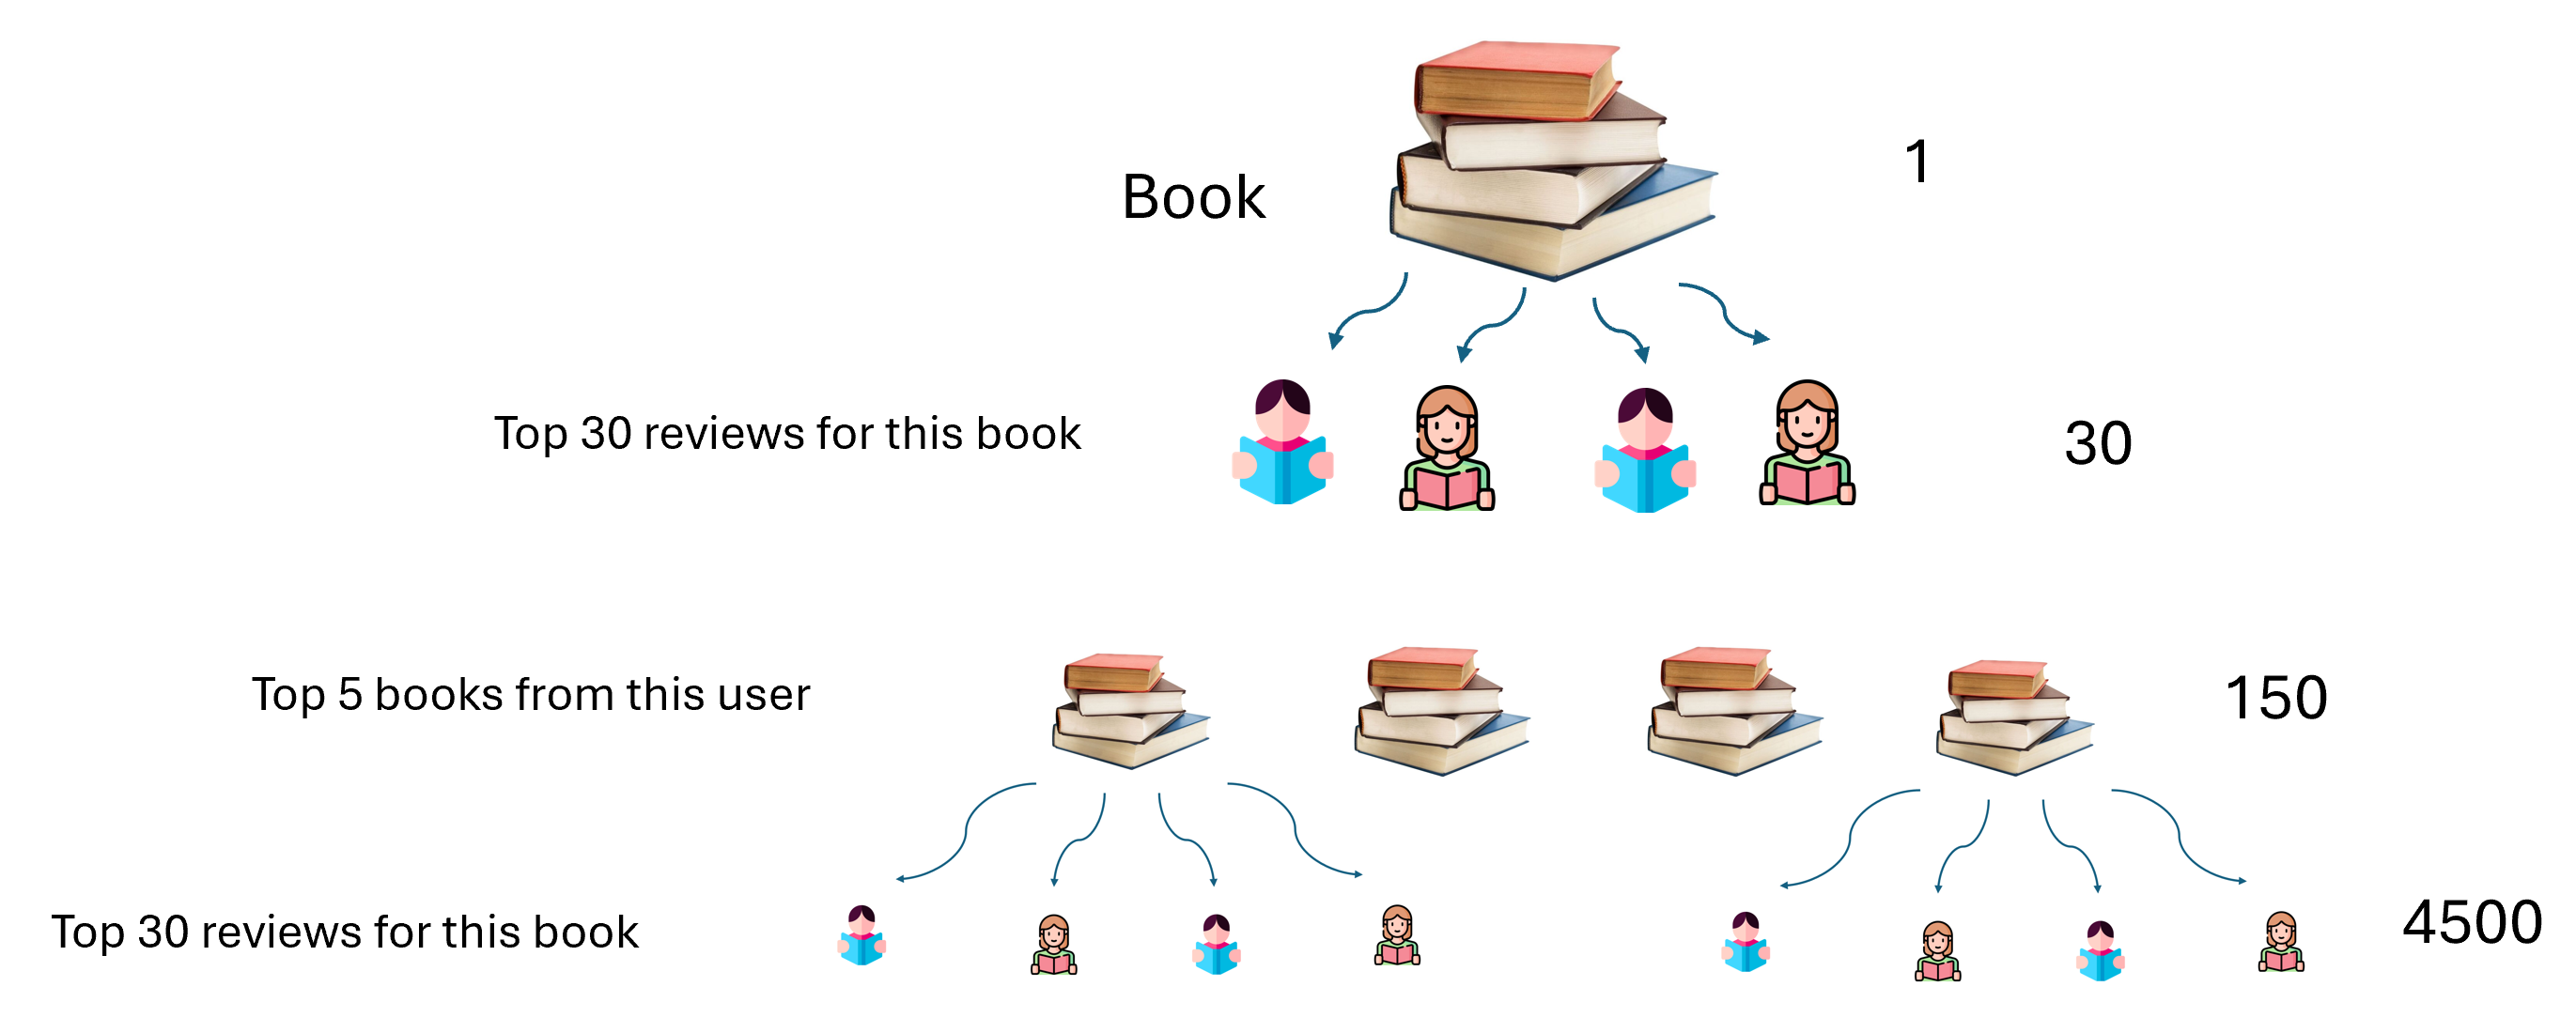 Book
1
Top 30 reviews for this book
30
Top 5 books from this user
150
Top 30 reviews for this book
4500